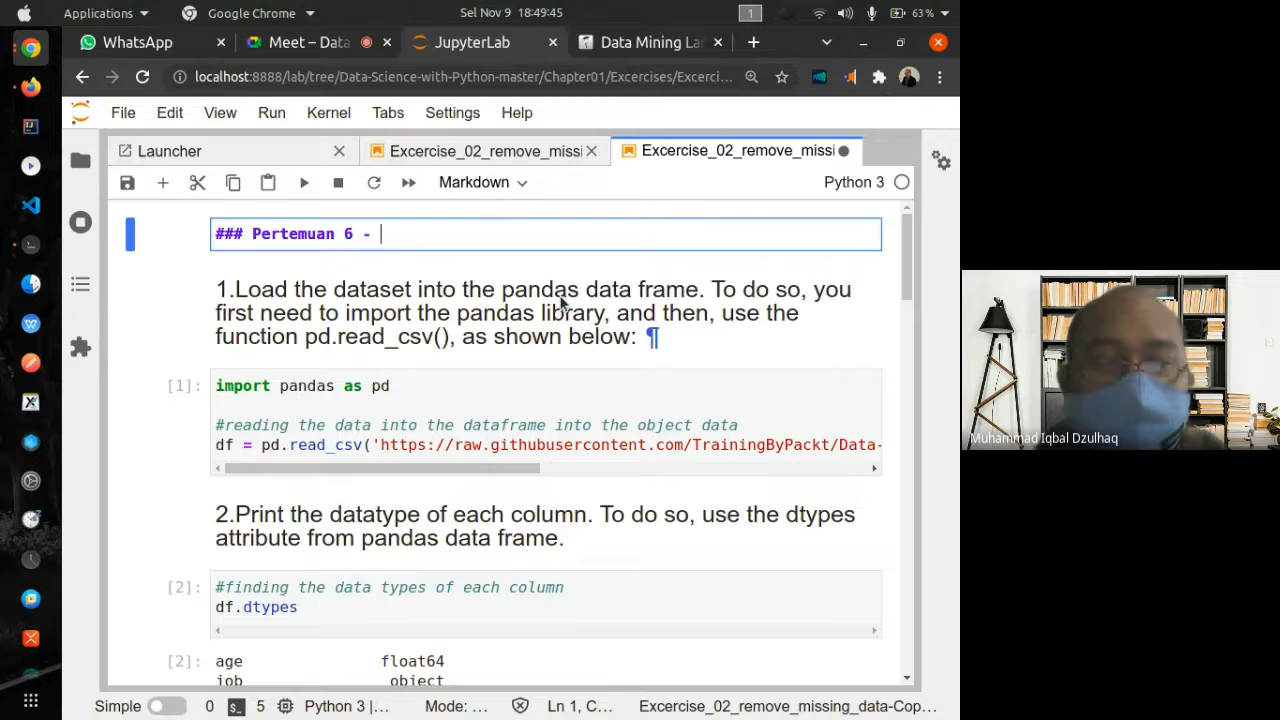 Applications Google Chrome Sel Nov 9 18:49:45 1 63 %
WhatsApp Meet – Data JupyterLab Data Mining La
localhost:8888/lab/tree/Data-Science-with-Python-master/Chapter01/Excercises/Excerci...
File Edit View Run Kernel Tabs Settings Help
Launcher Excercise_02_remove_missi Excercise_02_remove_missi
Markdown Python 3
### Pertemuan 6 -
1.Load the dataset into the pandas data frame. To do so, you
first need to import the pandas library, and then, use the
function pd.read_csv(), as shown below: ¶
[1]: import pandas as pd
#reading the data into the dataframe into the object data
df = pd.read_csv('https://raw.githubusercontent.com/TrainingByPackt/Data-
2.Print the datatype of each column. To do so, use the dtypes
attribute from pandas data frame.
[2]: #finding the data types of each column
df.dtypes
[2]: age float64
job object
Simple 0 5 Python 3 |... Mode: ... Ln 1, C... Excercise_02_remove_missing_data-Cop...
Muhammad Iqbal Dzulhaq